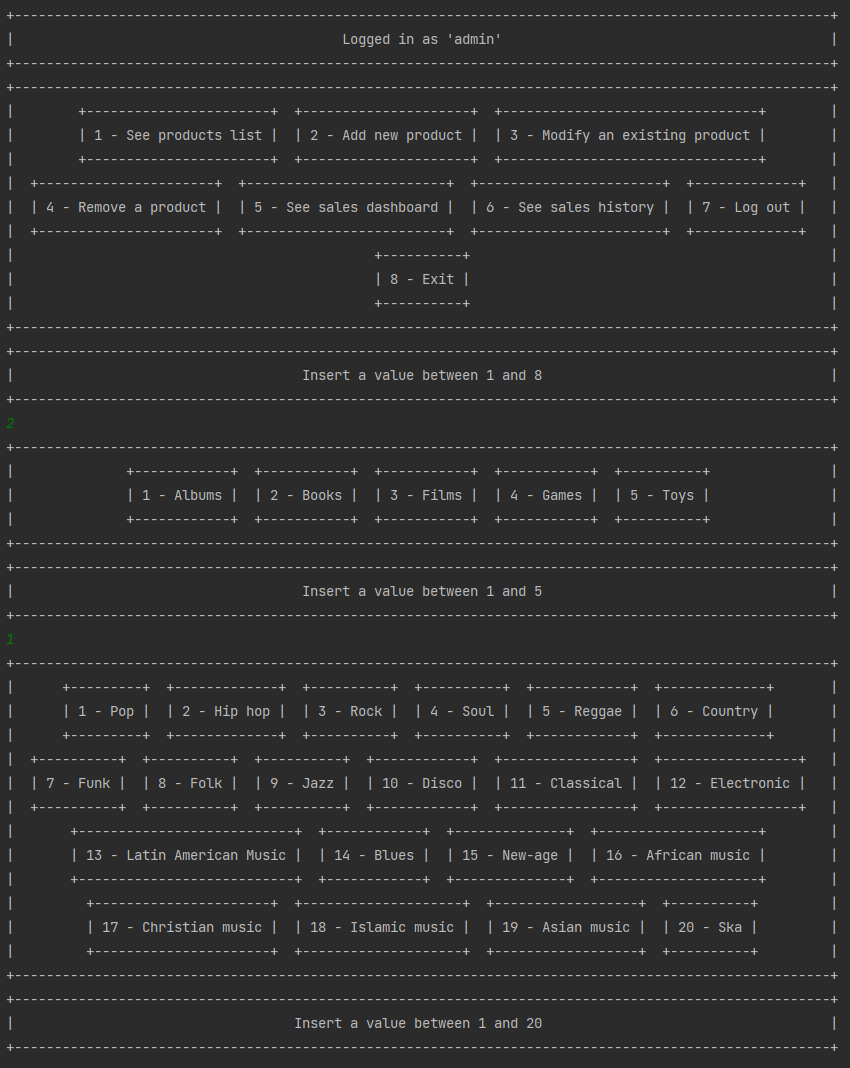 Logged in as 'admin'
1 - See products list | 2 - Add new product | 3 - Modify an existing product
4 - Remove a product | 5 - See sales dashboard | 6 - See sales history | 7 - Log out
8 - Exit
Insert a value between 1 and 8
2
1 - Albums | 2 - Books | 3 - Films | 4 - Games | 5 - Toys
Insert a value between 1 and 5
1
1 - Pop | 2 - Hip hop | 3 - Rock | 4 - Soul | 5 - Reggae | 6 - Country
7 - Funk | 8 - Folk | 9 - Jazz | 10 - Disco | 11 - Classical | 12 - Electronic
13 - Latin American Music | 14 - Blues | 15 - New-age | 16 - African music
17 - Christian music | 18 - Islamic music | 19 - Asian music | 20 - Ska
Insert a value between 1 and 20